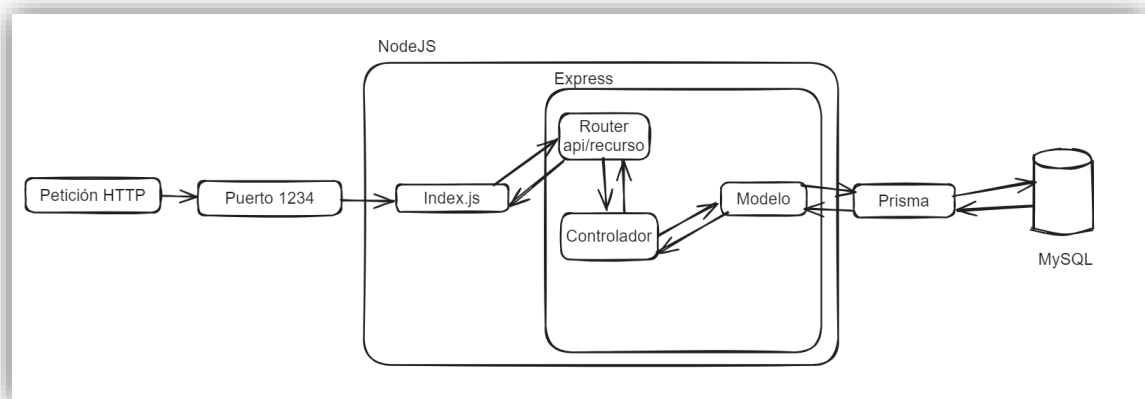 NodeJS
Express
Router
api/recurso
Petición HTTP
Puerto 1234
Index.js
Modelo
Prisma
Controlador
MySQL